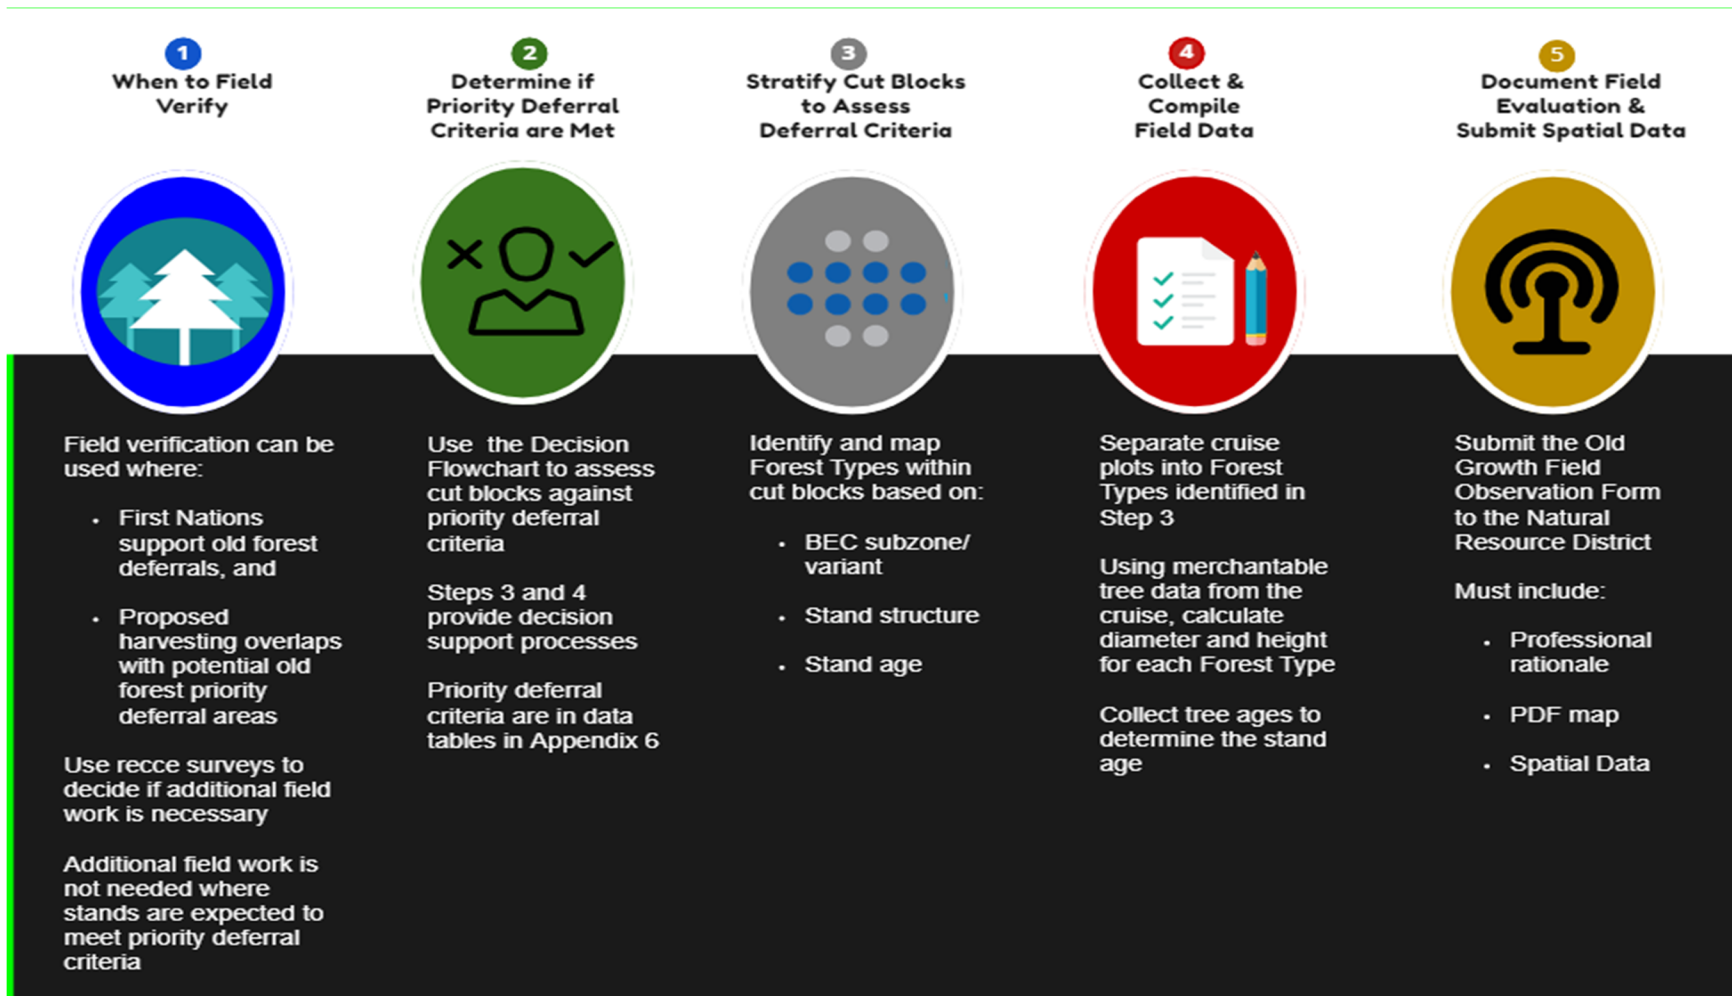 1
When to Field
Verify
2
Determine if
Priority Deferral
Criteria are Met
3
Stratify Cut Blocks
to Assess
Deferral Criteria
4
Collect &
Compile
Field Data
5
Document Field
Evaluation &
Submit Spatial Data
Field verification can be
used where:
• First Nations
support old forest
deferrals, and
• Proposed
harvesting overlaps
with potential old
forest priority
deferral areas
Use recce surveys to
decide if additional field
work is necessary
Additional field work is
not needed where
stands are expected to
meet priority deferral
criteria
Use the Decision
Flowchart to assess
cut blocks against
priority deferral
criteria
Steps 3 and 4
provide decision
support processes
Priority deferral
criteria are in data
tables in Appendix 6
Identify and map
Forest Types within
cut blocks based on:
• BEC subzone/
variant
• Stand structure
• Stand age
Separate cruise
plots into Forest
Types identified in
Step 3
Using merchantable
tree data from the
cruise, calculate
diameter and height
for each Forest Type
Collect tree ages to
determine the stand
age
Submit the Old
Growth Field
Observation Form
to the Natural
Resource District
Must include:
• Professional
rationale
• PDF map
• Spatial Data